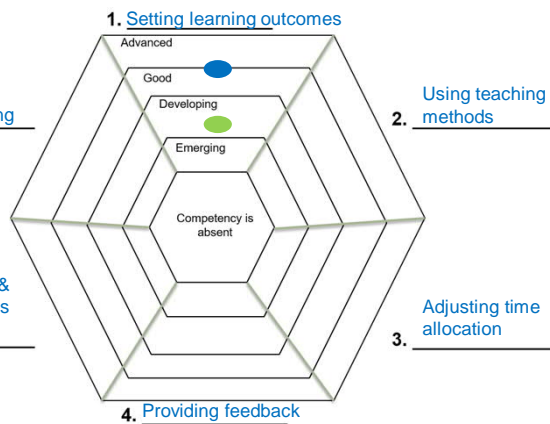 1. Setting learning outcomes
Advanced
Good
Developing
Emerging
Competency is
absent
Using teaching
2. methods
Adjusting time
allocation
3.
4. Providing feedback
&